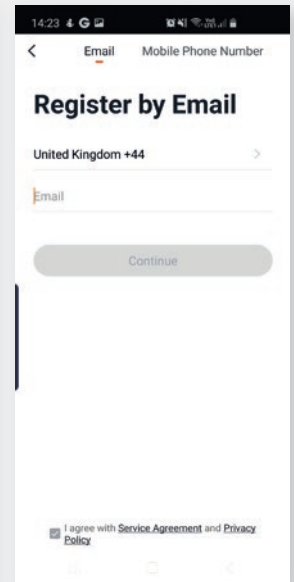 14:23
Email Mobile Phone Number
Register by Email
United Kingdom +44
Email
Continue
I agree with Service Agreement and Privacy
Policy